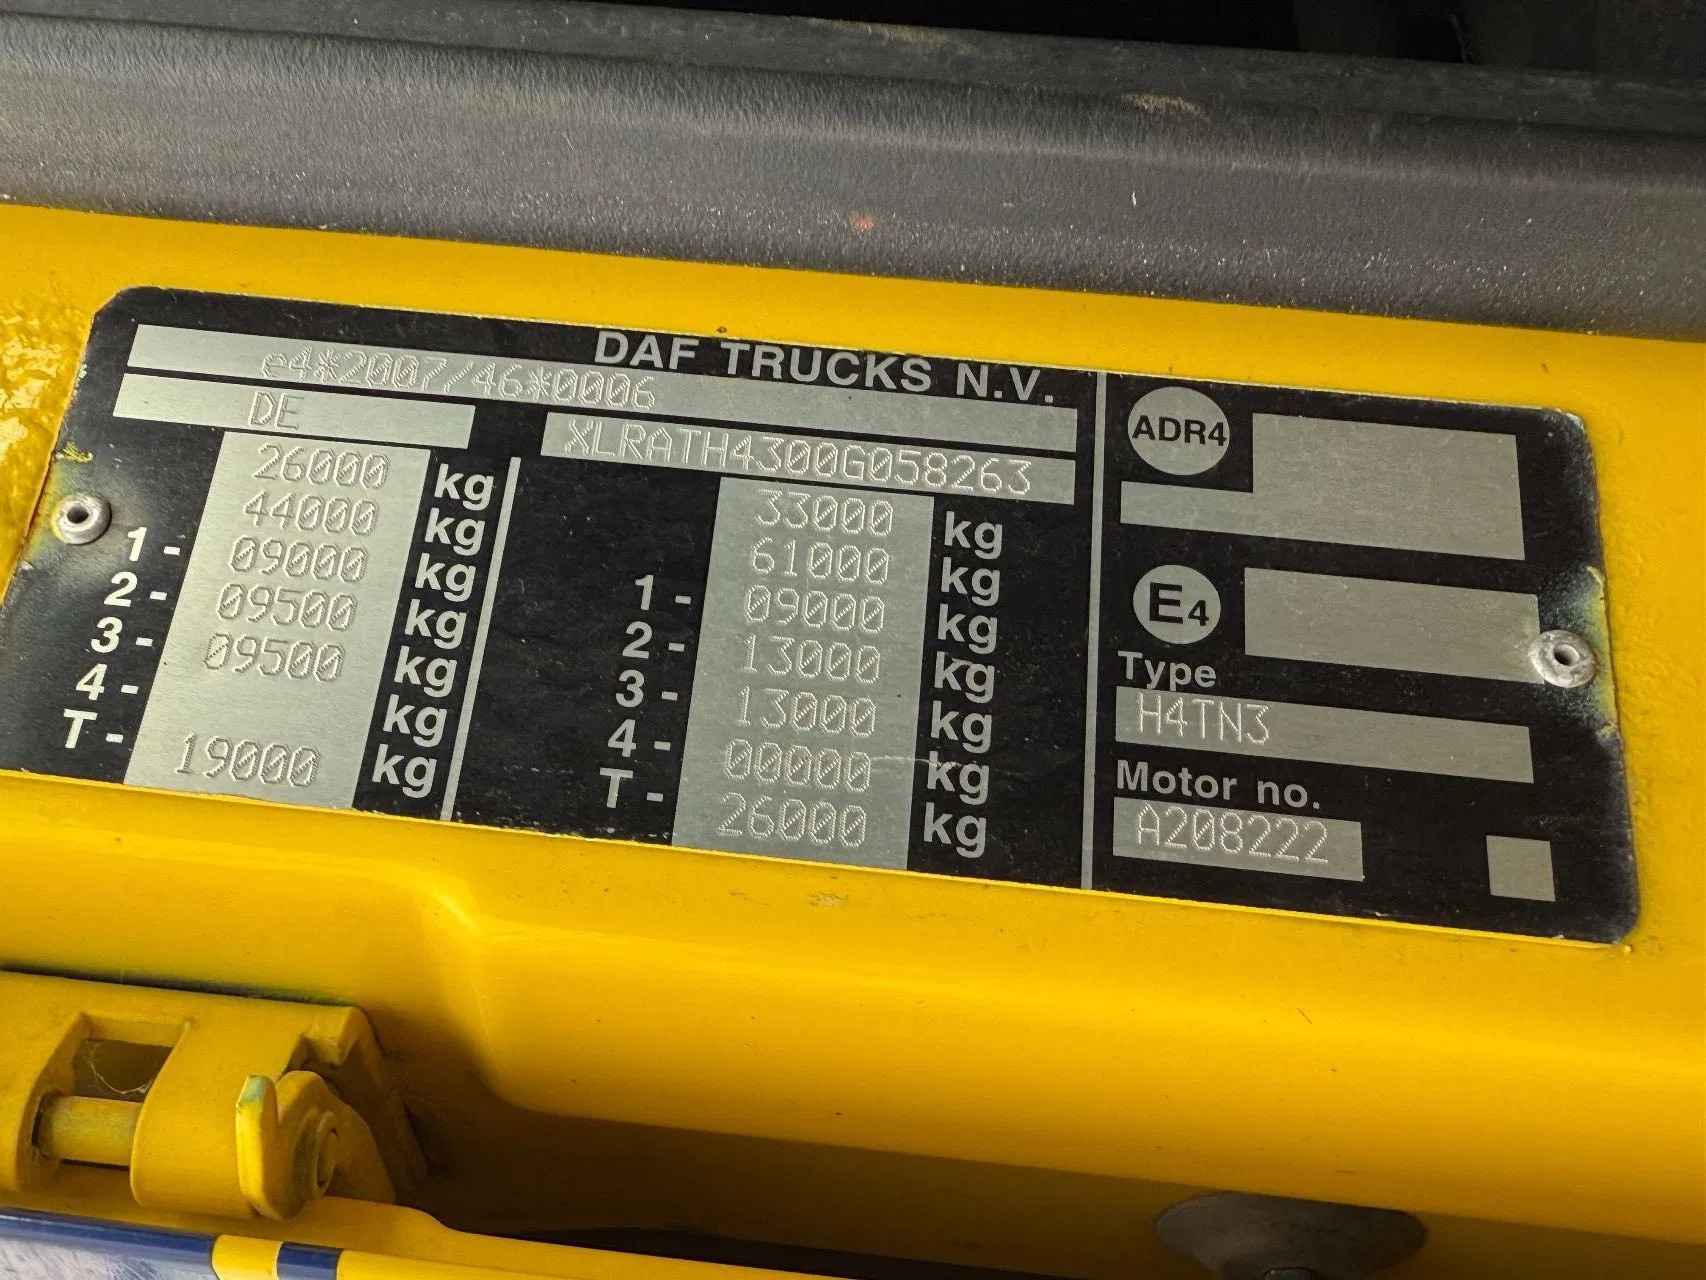 DAF TRUCKS N.V.
e4*2007/46*0006
DE
XLRATH4300G058263
26000 kg
44000 kg
1- 09000 kg
2- 09500 kg
3- 09500 kg
4- kg
T- 19000 kg
33000 kg
61000 kg
1- 09000 kg
2- 13000 kg
3- 13000 kg
4- 00000 kg
T- 26000 kg
ADR4
E4
Type
H4TN3
Motor no.
A208222